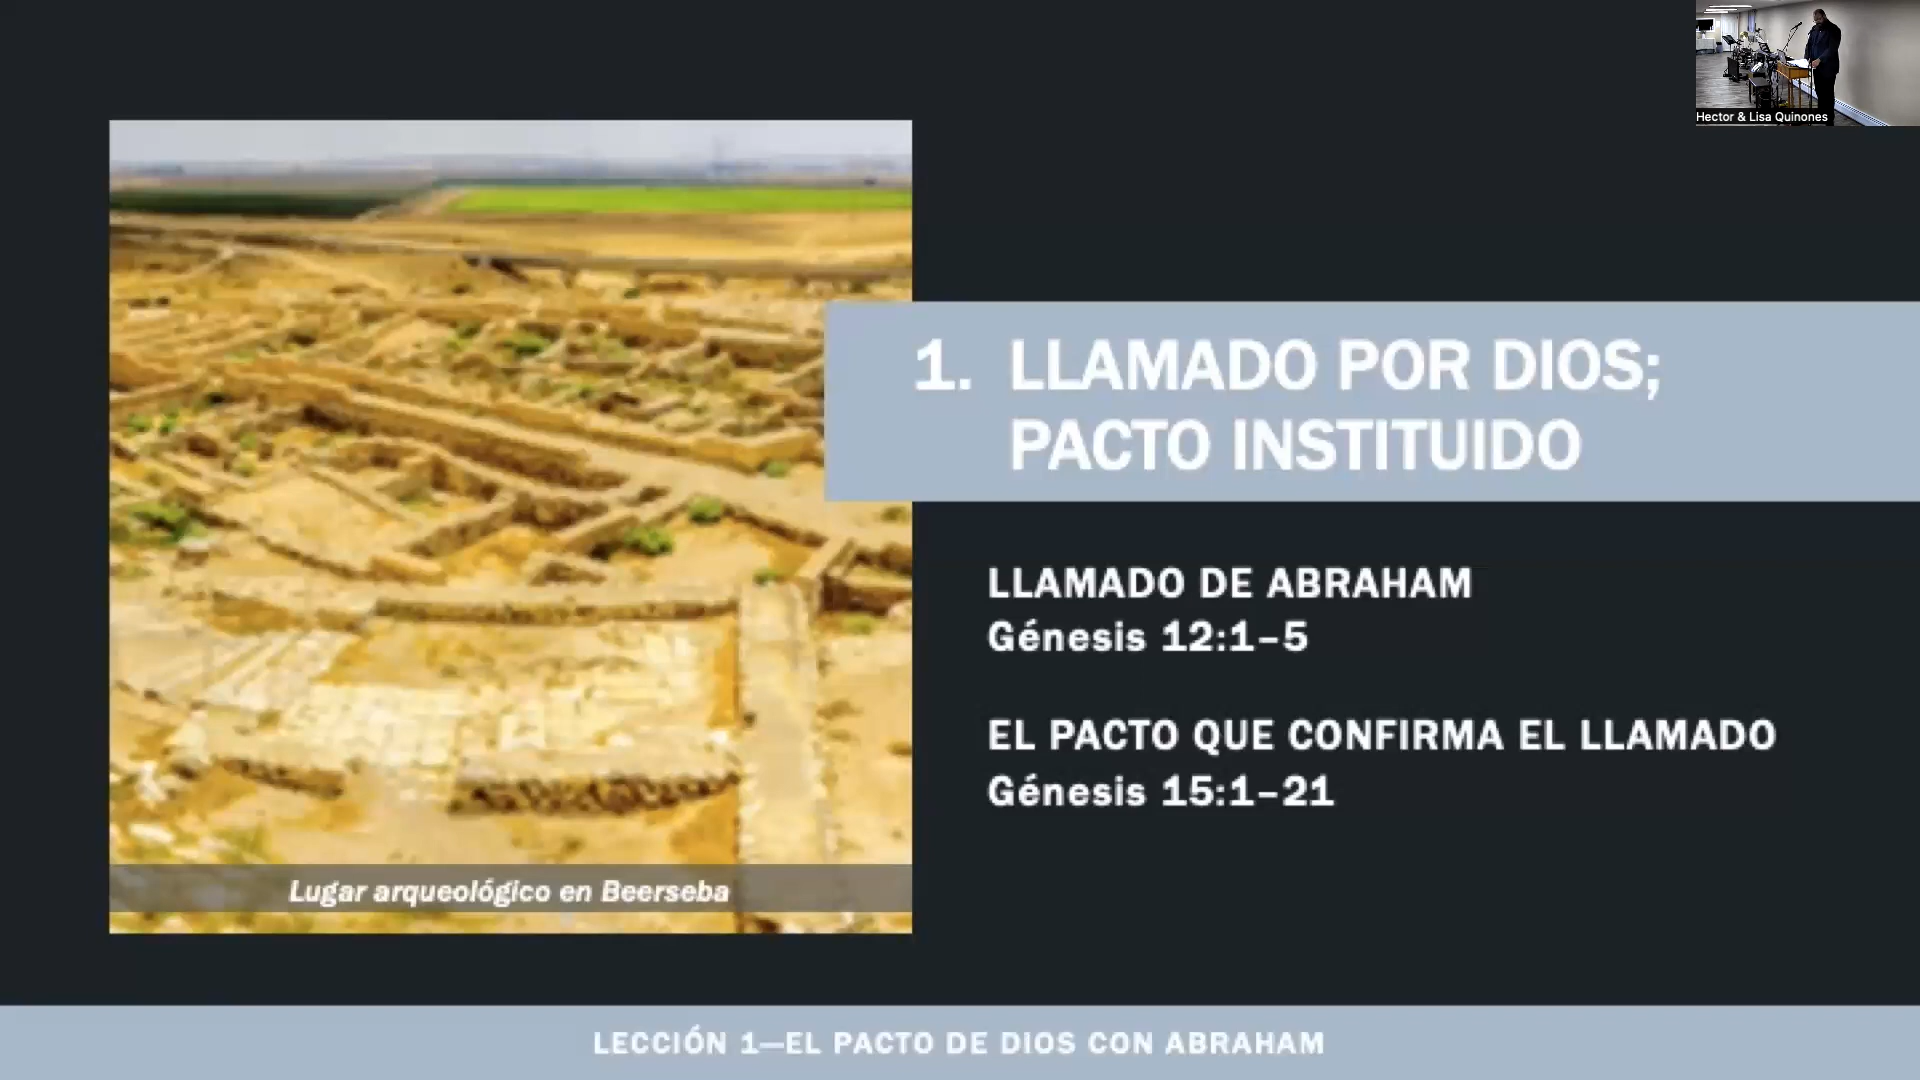 Hector & Lisa Quinones
1. LLAMADO POR DIOS;
PACTO INSTITUIDO
LLAMADO DE ABRAHAM
Génesis 12:1–5
EL PACTO QUE CONFIRMA EL LLAMADO
Génesis 15:1–21
Lugar arqueológico en Beerseba
LECCIÓN 1—EL PACTO DE DIOS CON ABRAHAM